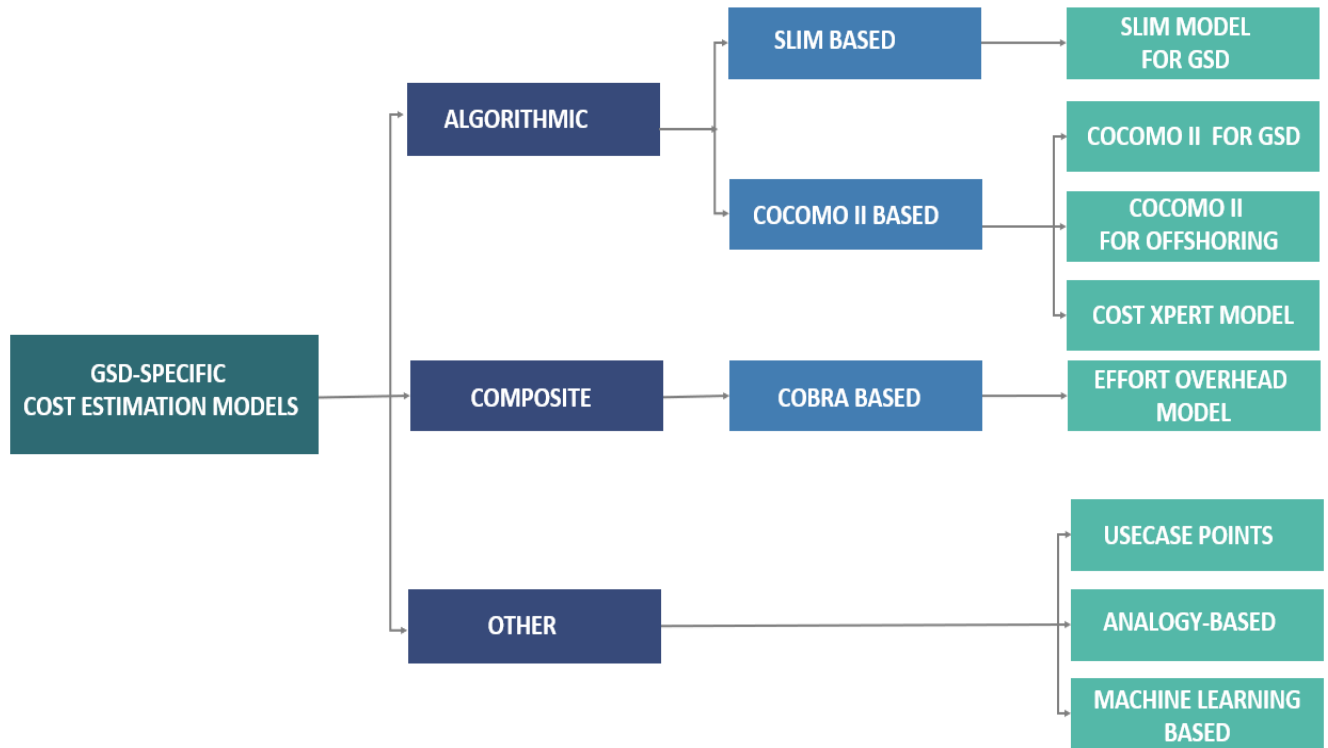 SLIM BASED
SLIM MODEL
FOR GSD
ALGORITHMIC
COCOMO II  FOR GSD
COCOMO II BASED
COCOMO II
FOR OFFSHORING
COST XPERT MODEL
GSD-SPECIFIC
COST ESTIMATION MODELS
COMPOSITE
COBRA BASED
EFFORT OVERHEAD
MODEL
USECASE POINTS
OTHER
ANALOGY-BASED
MACHINE LEARNING
BASED